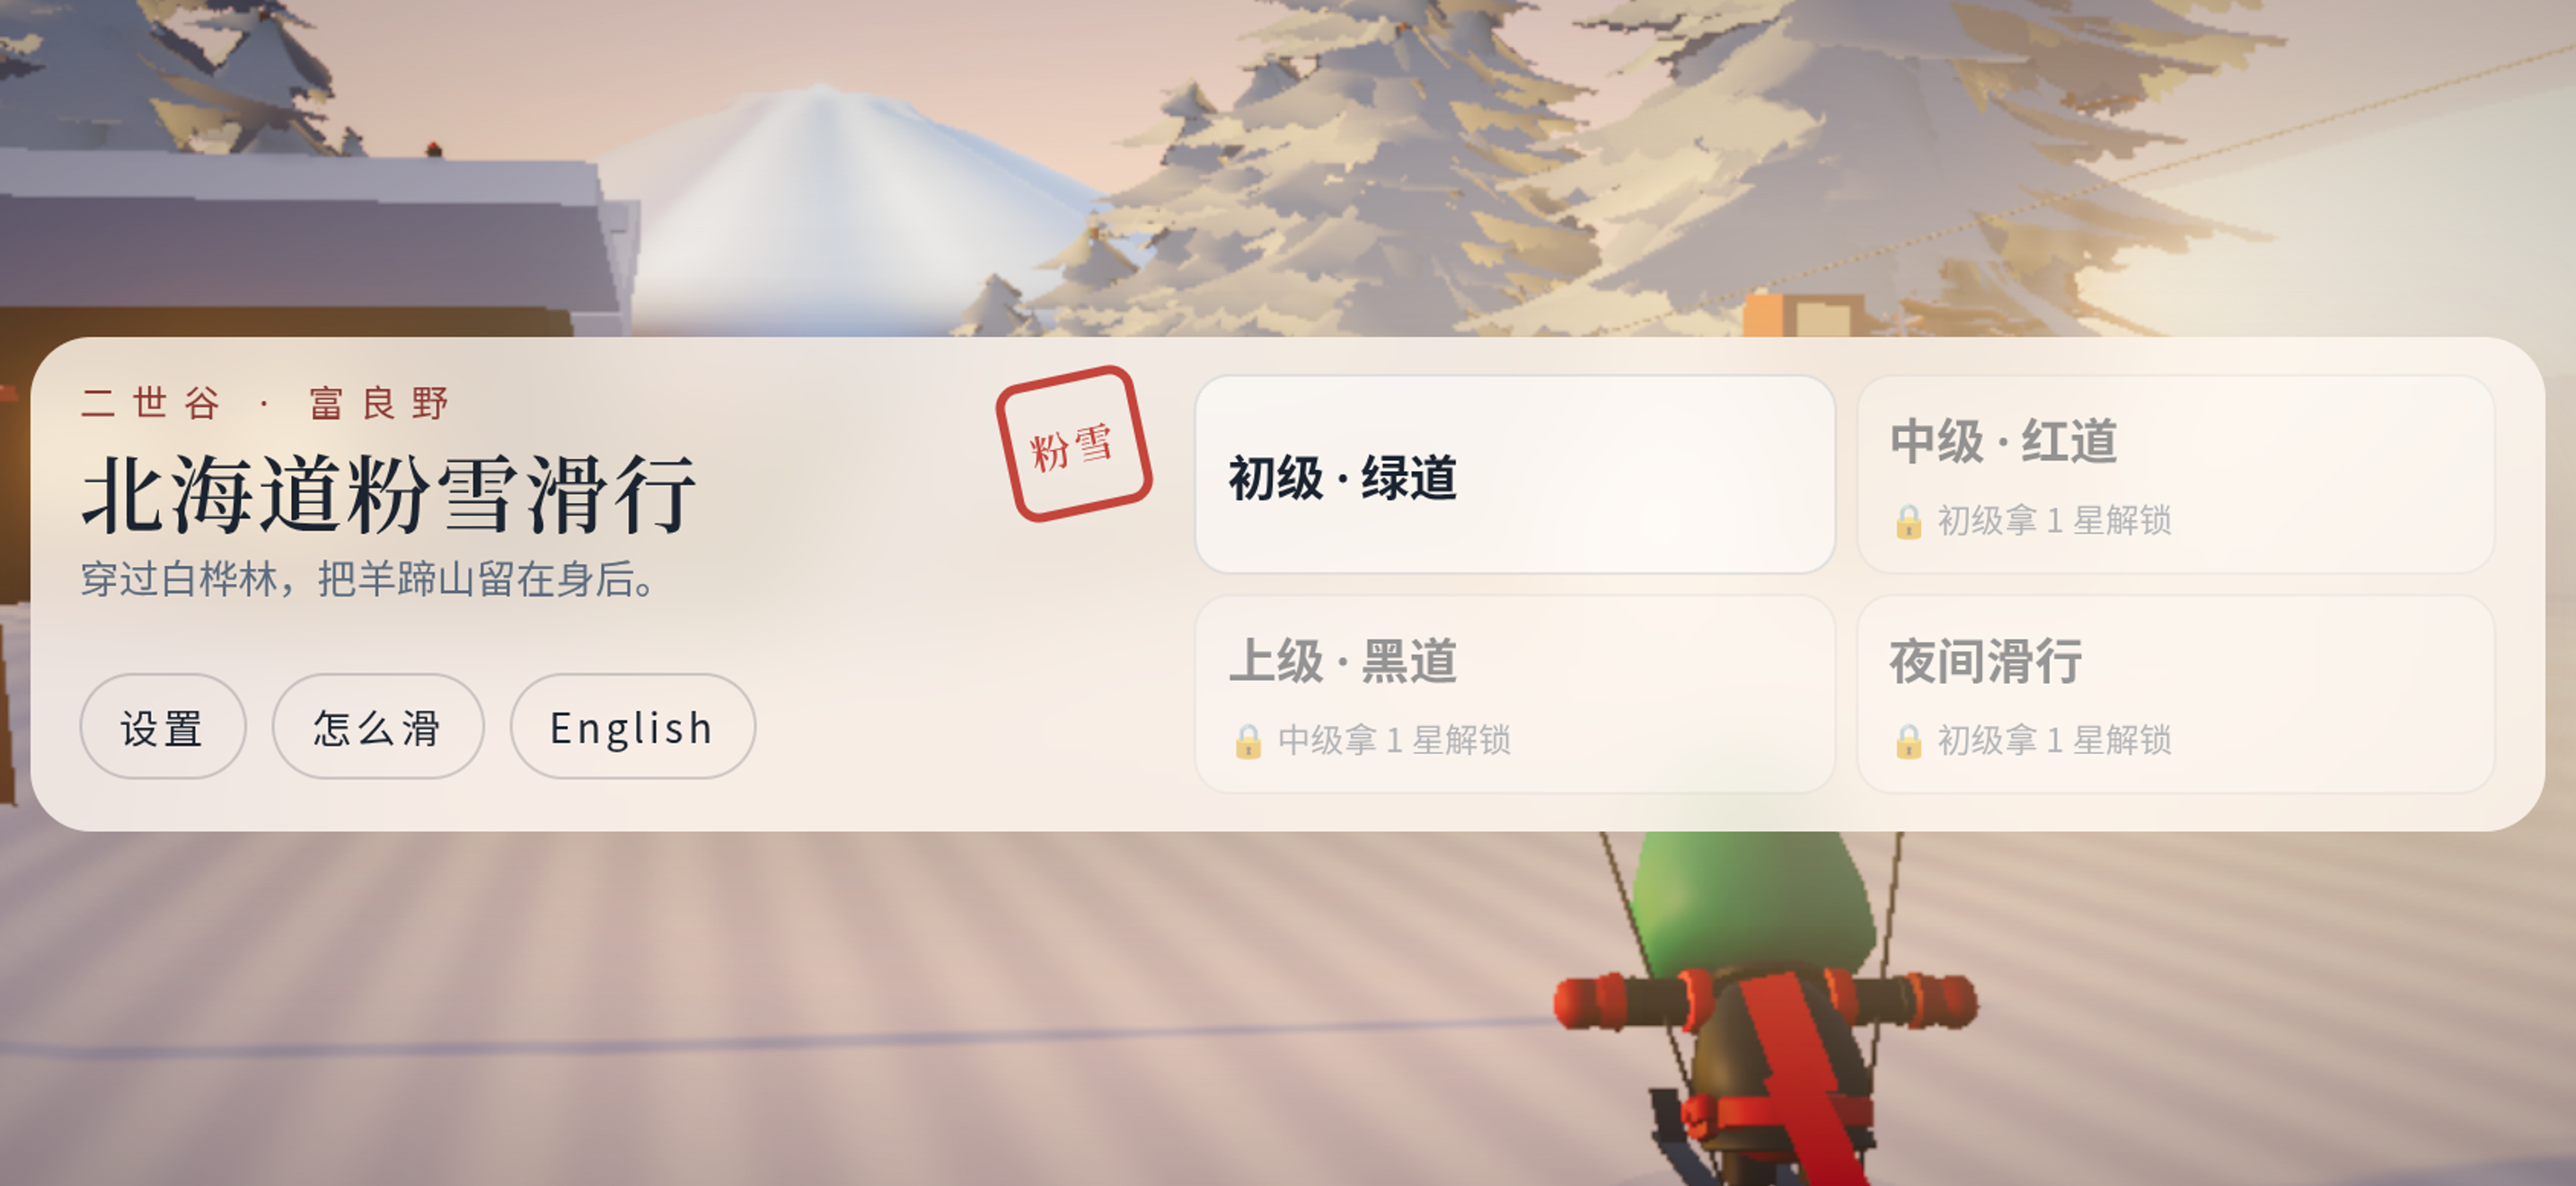 二世谷 · 富良野
北海道粉雪滑行
穿过白桦林，把羊蹄山留在身后。
粉雪
设置
怎么滑
English
初级 · 绿道
中级 · 红道
🔒 初级拿 1 星解锁
上级 · 黑道
🔒 中级拿 1 星解锁
夜间滑行
🔒 初级拿 1 星解锁